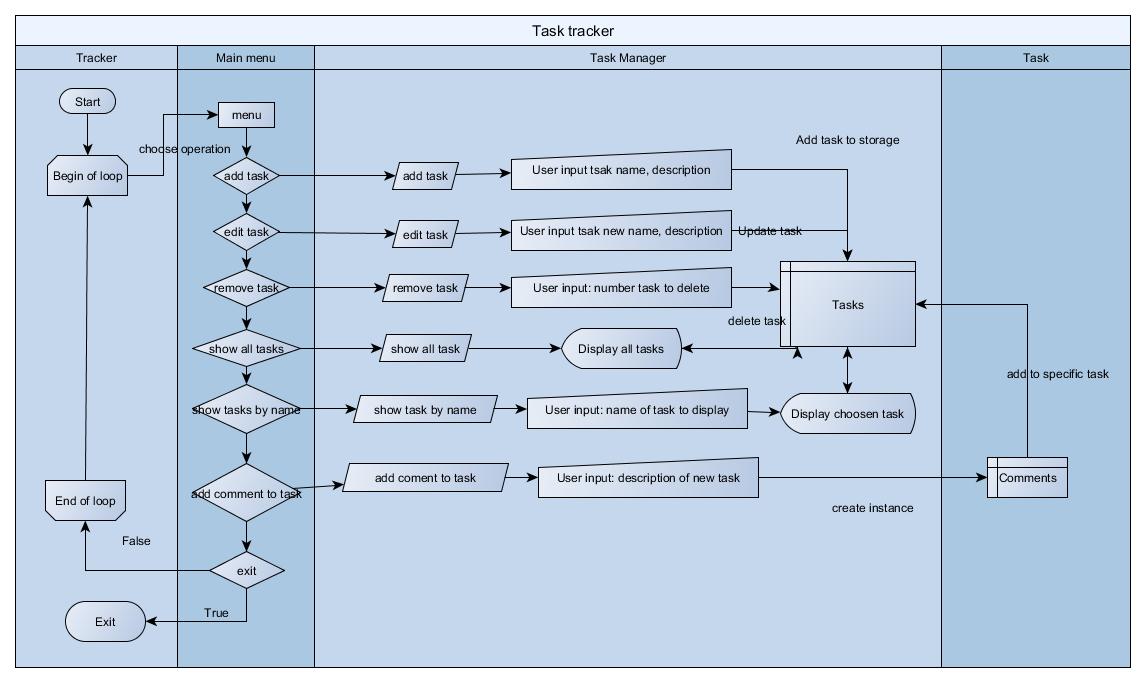 Task tracker
Tracker
Main menu
Task Manager
Task
Start
menu
choose operation
Add task to storage
Begin of loop
add task
add task
User input tsak name, description
edit task
edit task
User input tsak new name, description
Update task
remove task
remove task
User input: number task to delete
Tasks
delete task
show all tasks
show all task
Display all tasks
add to specific task
show tasks by name
show task by name
User input: name of task to display
Display choosen task
add comment to task
add coment to task
User input: description of new task
Comments
End of loop
create instance
False
exit
True
Exit